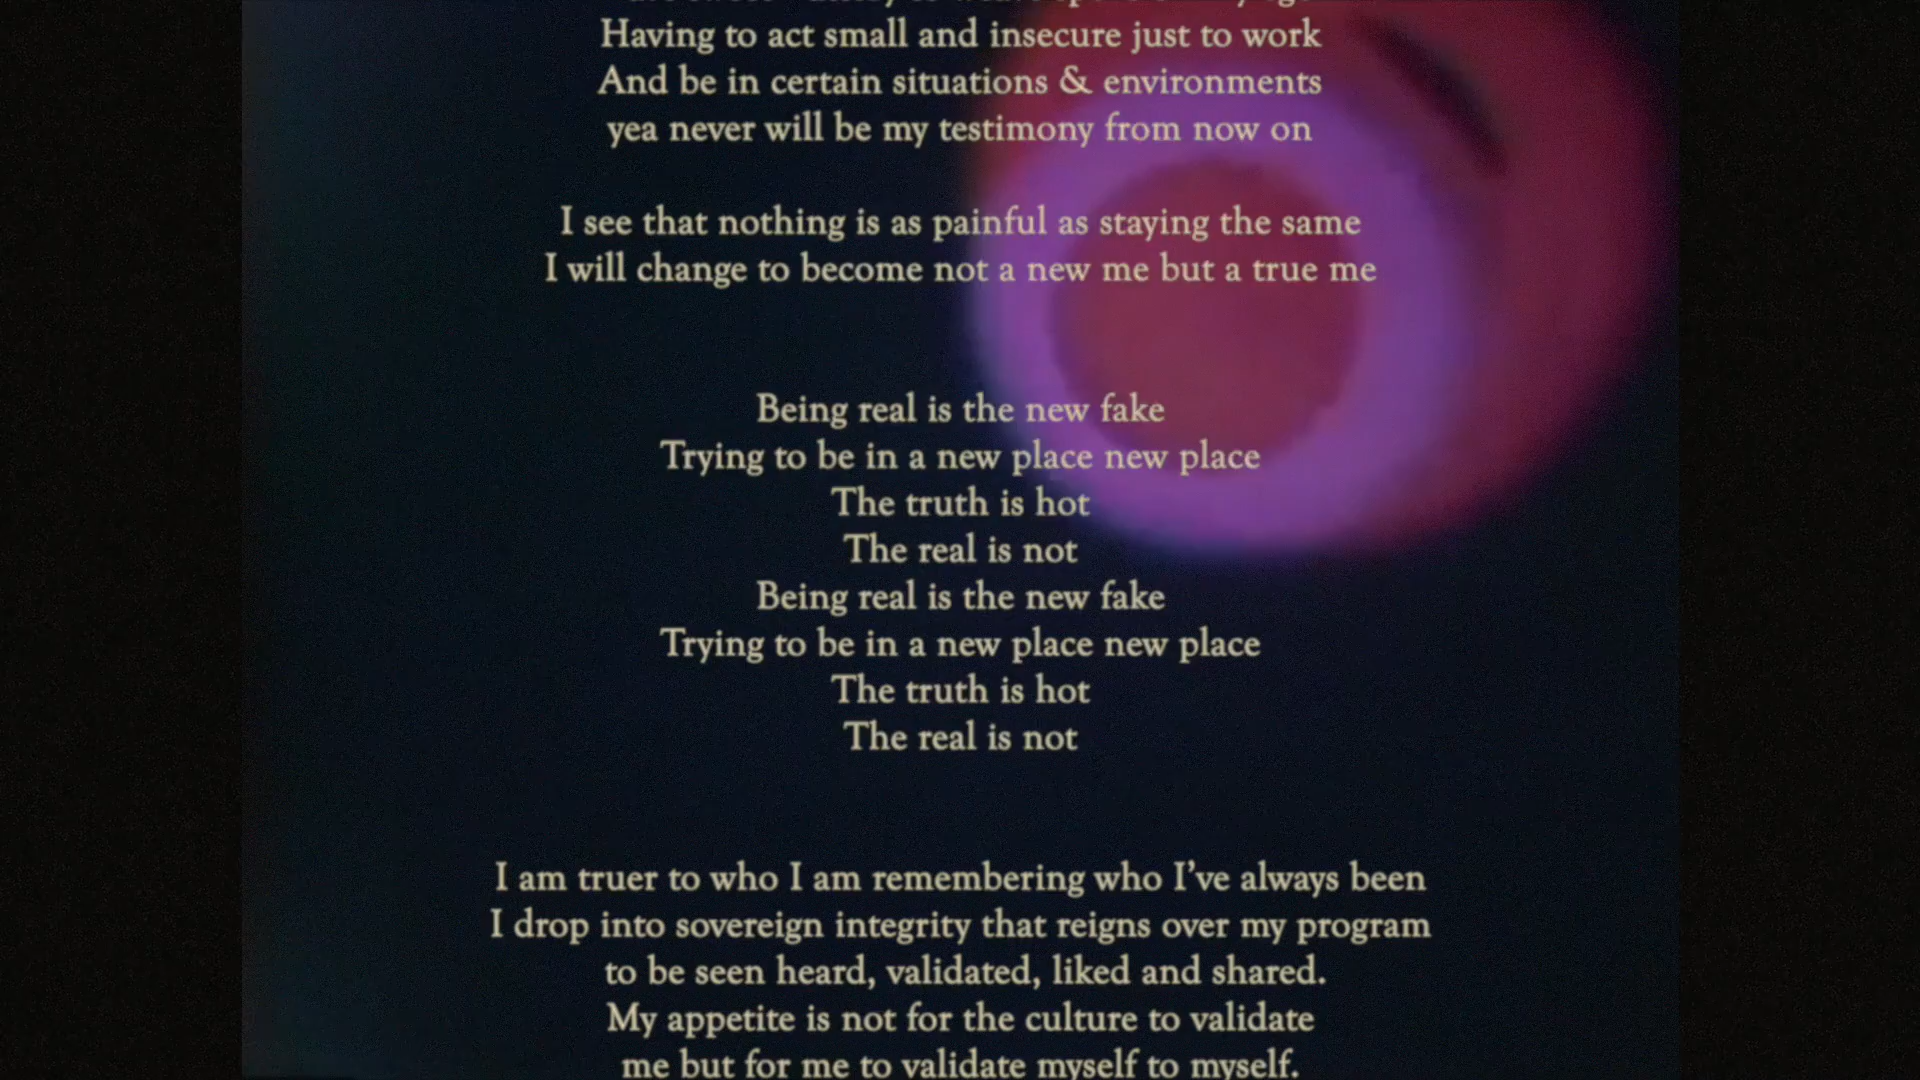 Having to act small and insecure just to work
And be in certain situations & environments
yea never will be my testimony from now on
I see that nothing is as painful as staying the same
I will change to become not a new me but a true me
Being real is the new fake
Trying to be in a new place new place
The truth is hot
The real is not
Being real is the new fake
Trying to be in a new place new place
The truth is hot
The real is not
I am truer to who I am remembering who I've always been
I drop into sovereign integrity that reigns over my program
to be seen heard, validated, liked and shared.
My appetite is not for the culture to validate
me but for me to validate myself to myself.